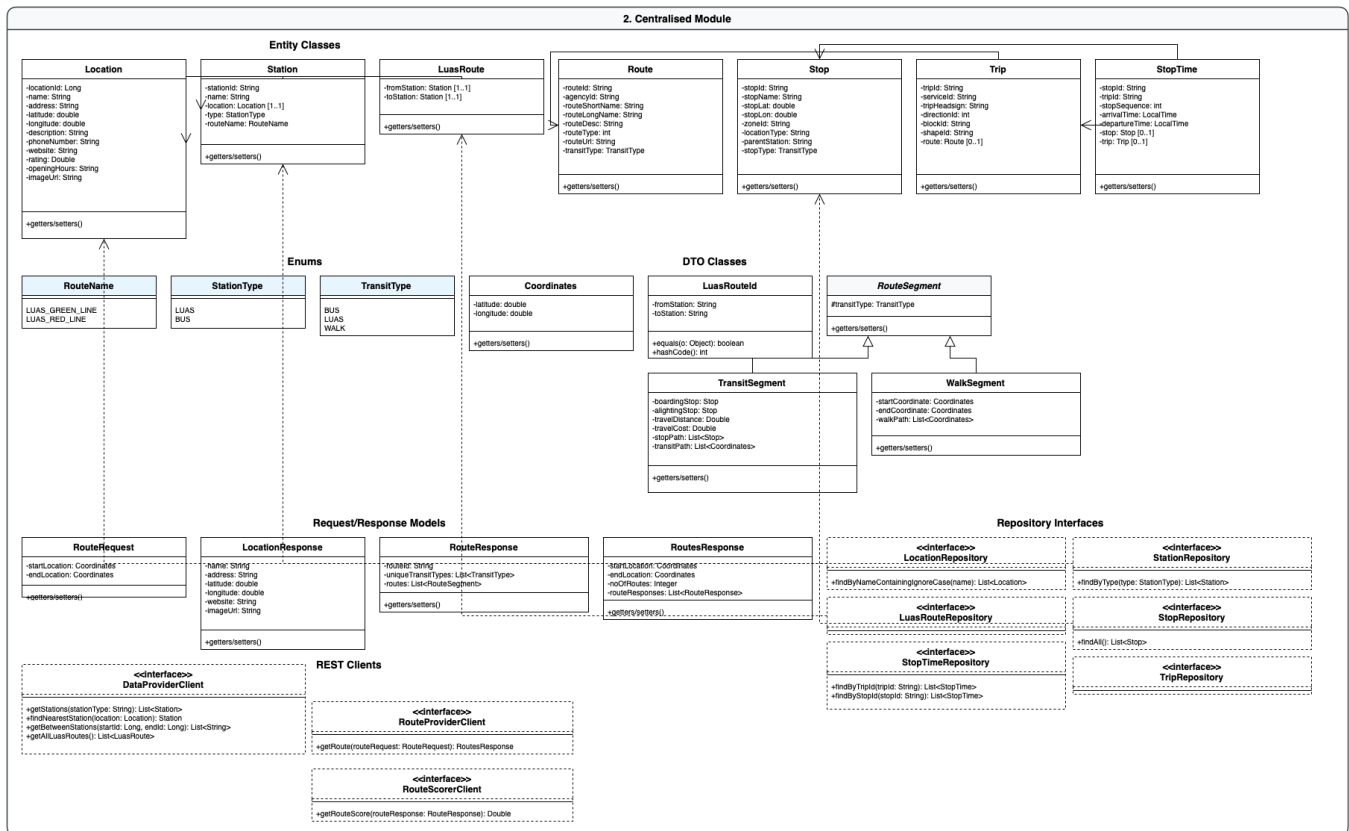 2. Centralised Module
Entity Classes
Location
-locationId: Long
-name: String
-address: String
-latitude: double
-longitude: double
-description: String
-phoneNumber: String
-website: String
-rating: Double
-openingHours: String
-imageUrl: String
+getters/setters()
Station
-stationId: String
-name: String
-location: Location [1..1]
-type: StationType
-routeName: RouteName
+getters/setters()
LuasRoute
-fromStation: Station [1..1]
-toStation: Station [1..1]
+getters/setters()
Route
-routeId: String
-agencyId: String
-routeShortName: String
-routeLongName: String
-routeDesc: String
-routeType: int
-routeUrl: String
-transitType: TransitType
+getters/setters()
Stop
-stopId: String
-stopName: String
-stopLat: double
-stopLon: double
-zoneId: String
-locationType: String
-parentStation: String
-stopType: TransitType
+getters/setters()
Trip
-tripId: String
-serviceId: String
-tripHeadsign: String
-directionId: int
-blockId: String
-shapeId: String
-route: Route [0..1]
+getters/setters()
StopTime
-stopId: String
-tripId: String
-stopSequence: int
-arrivalTime: LocalTime
-departureTime: LocalTime
-stop: Stop [0..1]
-trip: Trip [0..1]
+getters/setters()
Enums
RouteName
LUAS_GREEN_LINE
LUAS_RED_LINE
StationType
LUAS
BUS
TransitType
BUS
LUAS
WALK
DTO Classes
Coordinates
-latitude: double
-longitude: double
+getters/setters()
LuasRouteId
-fromStation: String
-toStation: String
+equals(o: Object): boolean
+hashCode(): int
RouteSegment
#transitType: TransitType
+getters/setters()
TransitSegment
-boardingStop: Stop
-alightingStop: Stop
-travelDistance: Double
-travelCost: Double
-stopPath: List<Stop>
-transitPath: List<Coordinates>
+getters/setters()
WalkSegment
-startCoordinate: Coordinates
-endCoordinate: Coordinates
-walkPath: List<Coordinates>
+getters/setters()
Request/Response Models
RouteRequest
-startLocation: Coordinates
-endLocation: Coordinates
+getters/setters()
LocationResponse
-name: String
-address: String
-latitude: double
-longitude: double
-website: String
-imageUrl: String
+getters/setters()
RouteResponse
-routeId: String
-uniqueTransitTypes: List<TransitType>
-routes: List<RouteSegment>
+getters/setters()
RoutesResponse
-startLocation: Coordinates
-endLocation: Coordinates
-noOfRoutes: Integer
-routeResponses: List<RouteResponse>
+getters/setters()
Repository Interfaces
<<interface>>
LocationRepository
+findByNameContainingIgnoreCase(name): List<Location>
<<interface>>
StationRepository
+findByType(type: StationType): List<Station>
<<interface>>
LuasRouteRepository
<<interface>>
StopRepository
+findAll(): List<Stop>
<<interface>>
StopTimeRepository
+findByTripId(tripId: String): List<StopTime>
+findByStopId(stopId: String): List<StopTime>
<<interface>>
TripRepository
REST Clients
<<interface>>
DataProviderClient
+getStations(stationType: String): List<Station>
+findNearestStation(location: Location): Station
+getBetweenStations(startId: Long, endId: Long): List<String>
+getAllLuasRoutes(): List<LuasRoute>
<<interface>>
RouteProviderClient
+getRoute(routeRequest: RouteRequest): RoutesResponse
<<interface>>
RouteScorerClient
+getRouteScore(routeResponse: RouteResponse): Double